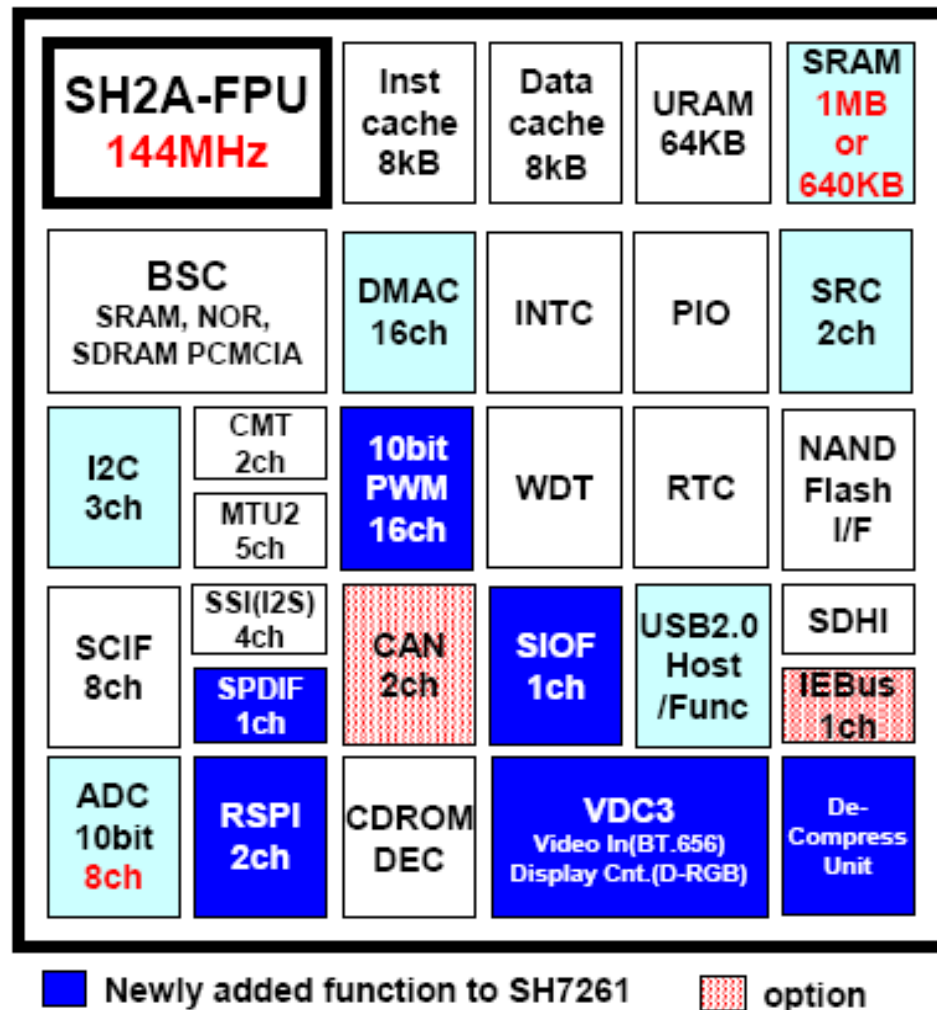 SH2A-FPU
144MHz
Inst
cache
8kB
Data
cache
8kB
URAM
64KB
SRAM
1MB
or
640KB
BSC
SRAM, NOR,
SDRAM PCMCIA
DMAC
16ch
INTC
PIO
SRC
2ch
I2C
3ch
CMT
2ch
MTU2
5ch
10bit
PWM
16ch
WDT
RTC
NAND
Flash
I/F
SCIF
8ch
SSI(I2S)
4ch
SPDIF
1ch
CAN
2ch
SIOF
1ch
USB2.0
Host
/Func
SDHI
IEBus
1ch
ADC
10bit
8ch
RSPI
2ch
CDROM
DEC
VDC3
Video In(BT.656)
Display Cnt.(D-RGB)
De-
Compress
Unit
Newly added function to SH7261
option